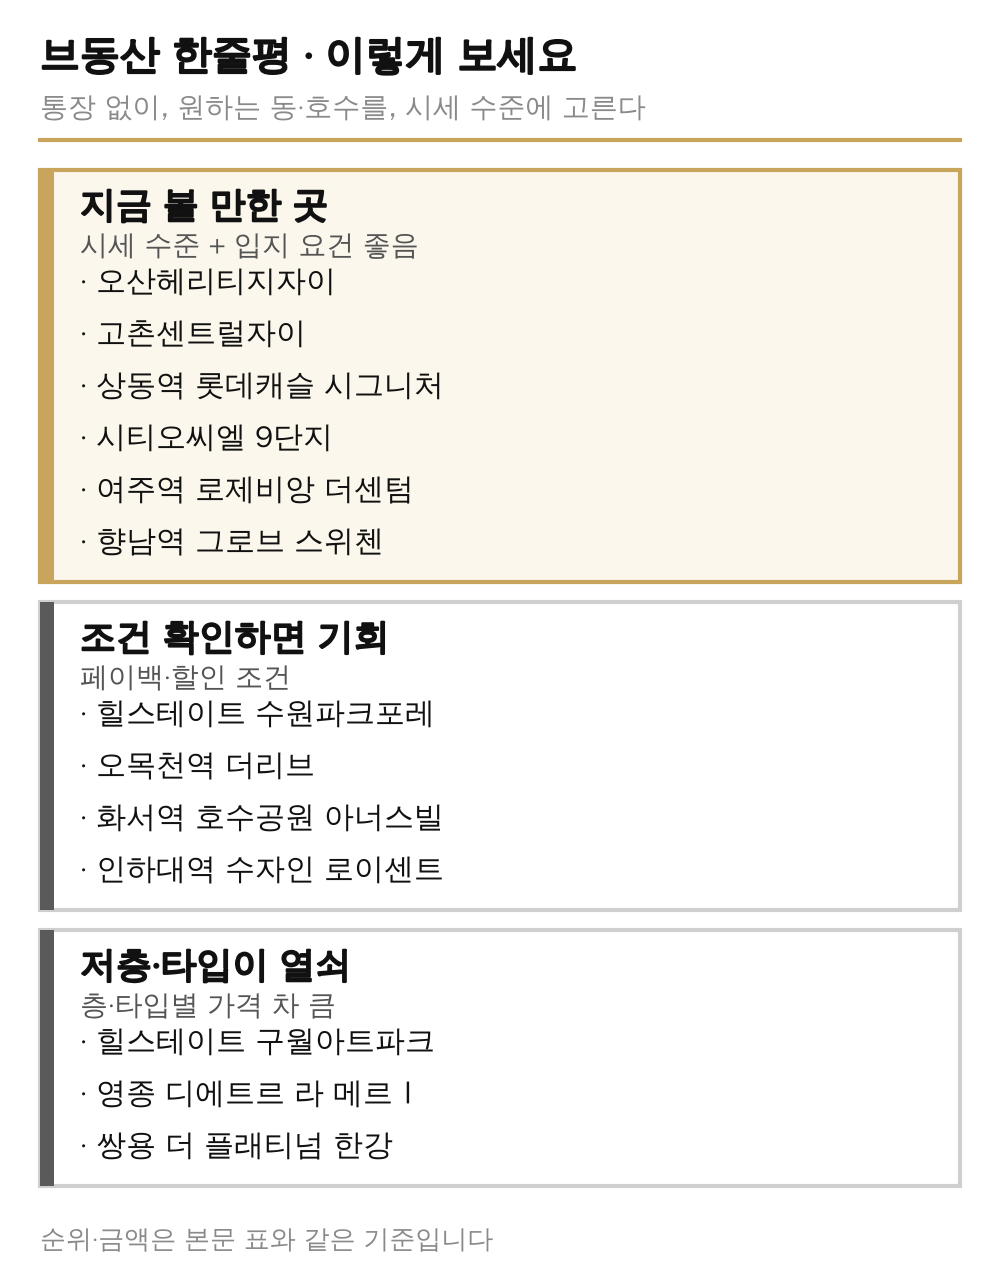 브동산 한줄평 · 이렇게 보세요
통장 없이, 원하는 동·호수를, 시세 수준에 고른다
지금 볼 만한 곳
시세 수준 + 입지 요건 좋음
· 오산헤리티지자이
· 고촌센트럴자이
· 상동역 롯데캐슬 시그니처
· 시티오씨엘 9단지
· 여주역 로제비앙 더센텀
· 향남역 그로브 스위첸
조건 확인하면 기회
페이백·할인 조건
· 힐스테이트 수원파크포레
· 오목천역 더리브
· 화서역 호수공원 아너스빌
· 인하대역 수자인 로이센트
저층·타입이 열쇠
층·타입별 가격 차 큼
· 힐스테이트 구월아트파크
· 영종 디에트르 라 메르 I
· 쌍용 더 플래티넘 한강
순위·금액은 본문 표와 같은 기준입니다